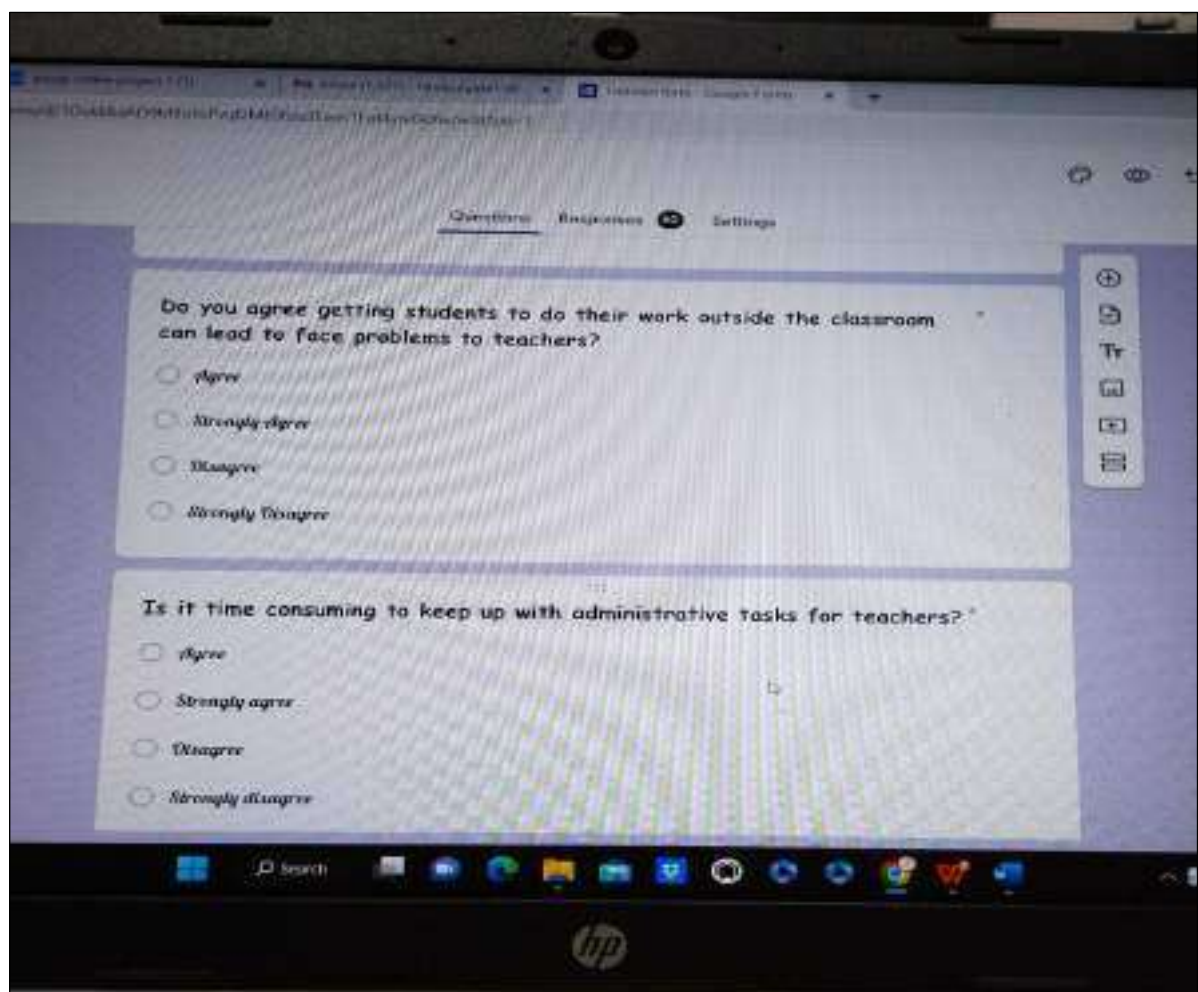 Questions Responses Settings
Do you agree getting students to do their work outside the classroom *
can lead to face problems to teachers?
Agree
Strongly Agree
Disagree
Strongly Disagree
Is it time consuming to keep up with administrative tasks for teachers? *
Agree
Strongly agree
Disagree
Strongly disagree
Search
hp